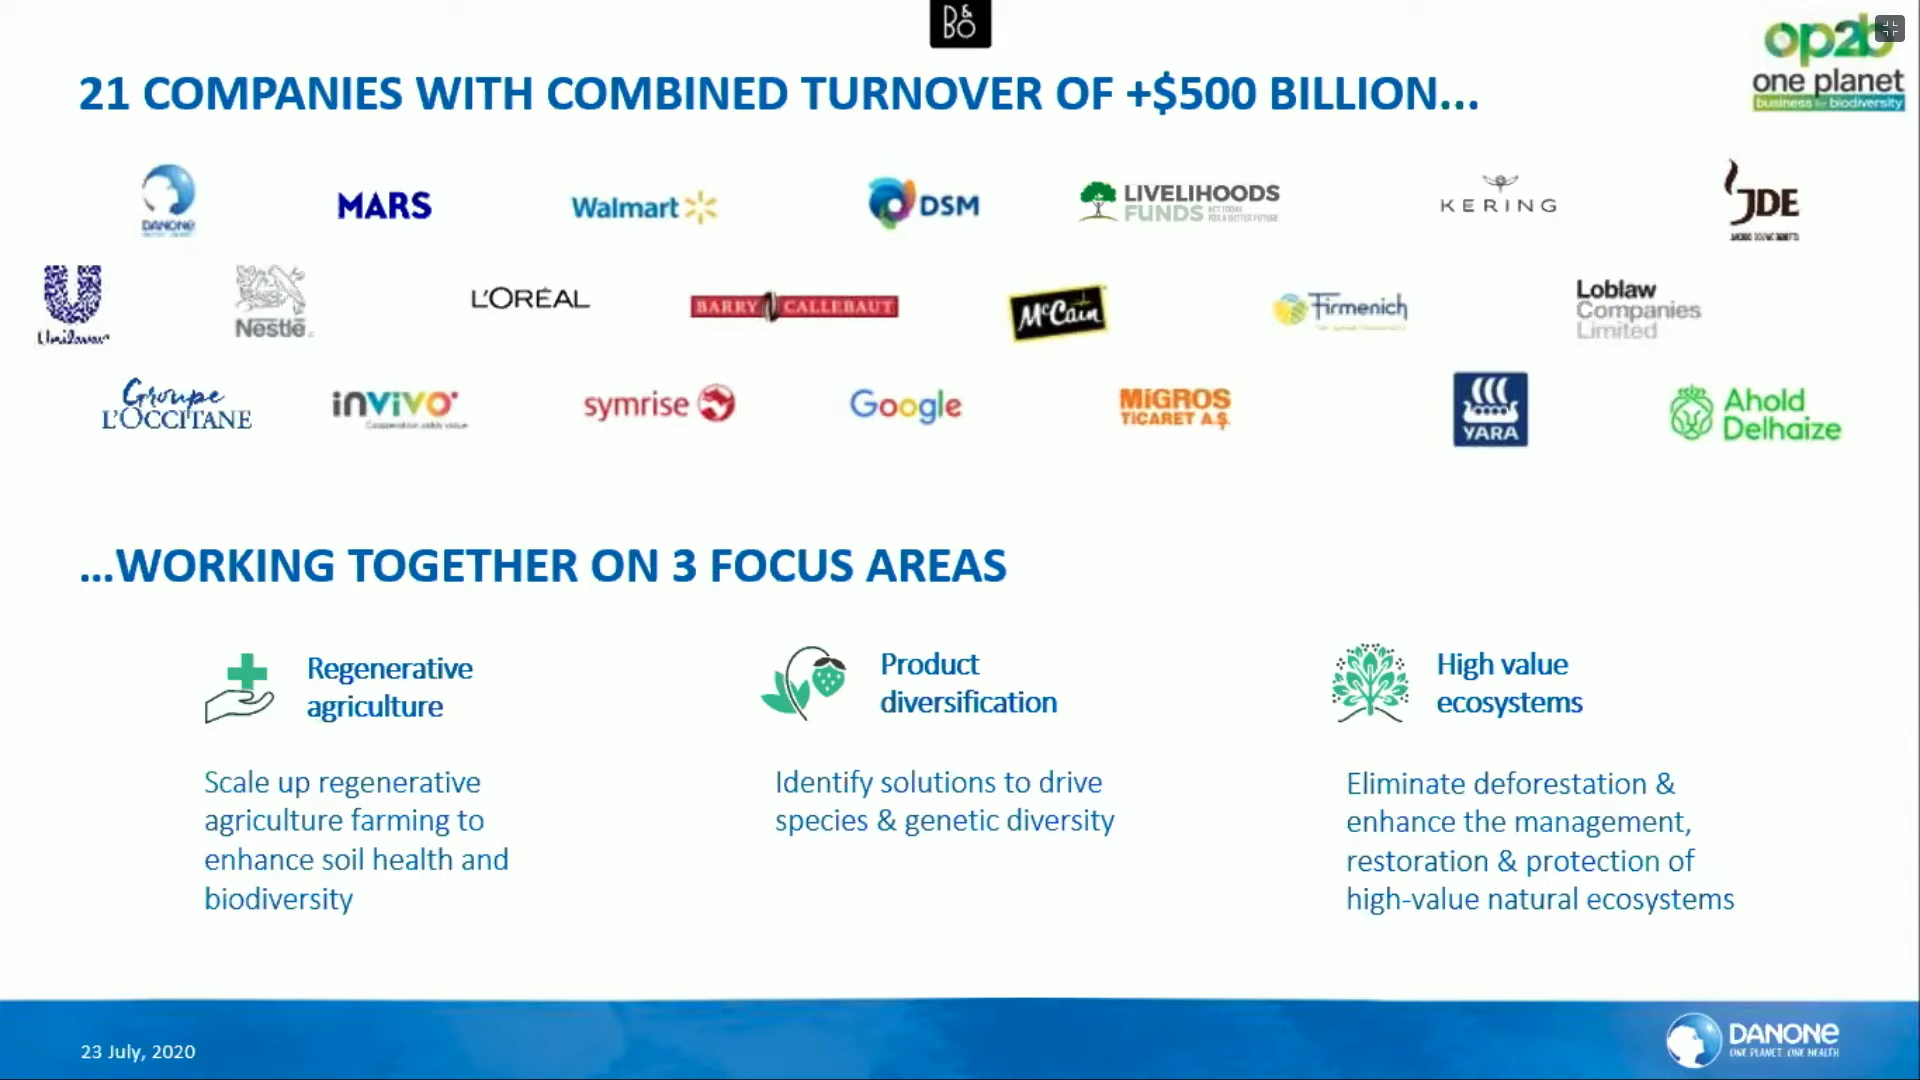 B&O
op2b
one planet
business for biodiversity
21 COMPANIES WITH COMBINED TURNOVER OF +$500 BILLION...
DANONE
MARS
Walmart
DSM
LIVELIHOODS
FUNDS
KERING
JDE
Unilever
Nestlé
L'ORÉAL
BARRY CALLEBAUT
McCain
Firmenich
Loblaw
Companies
Limited
Groupe
L'OCCITANE
invivo
symrise
Google
MiGROS
TiCARET A.Ş.
YARA
Ahold
Delhaize
...WORKING TOGETHER ON 3 FOCUS AREAS
Regenerative
agriculture
Scale up regenerative
agriculture farming to
enhance soil health and
biodiversity
Product
diversification
Identify solutions to drive
species & genetic diversity
High value
ecosystems
Eliminate deforestation &
enhance the management,
restoration & protection of
high-value natural ecosystems
23 July, 2020
DANONE
ONE PLANET. ONE HEALTH